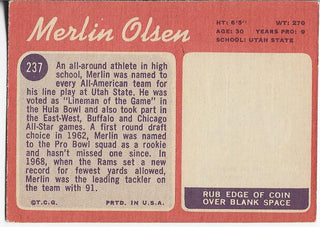 Merlin Olsen
HT: 6'5" WT: 270
AGE: 30 YEARS PRO: 9
SCHOOL: UTAH STATE
237
An all-around athlete in high
school, Merlin was named to
every All-American team for
his line play at Utah State. He
was voted as "Lineman of the Game" in
the Hula Bowl and also took part in
the East-West, Buffalo and Chicago
All-Star games. A first round draft
choice in 1962, Merlin was named
to the Pro Bowl squad as a rookie
and hasn't missed one since. In
1968, when the Rams set a new
record for fewest yards allowed,
Merlin was the leading tackler on
the team with 91.
©T.C.G. PRTD. IN U.S.A.
RUB EDGE OF COIN
OVER BLANK SPACE